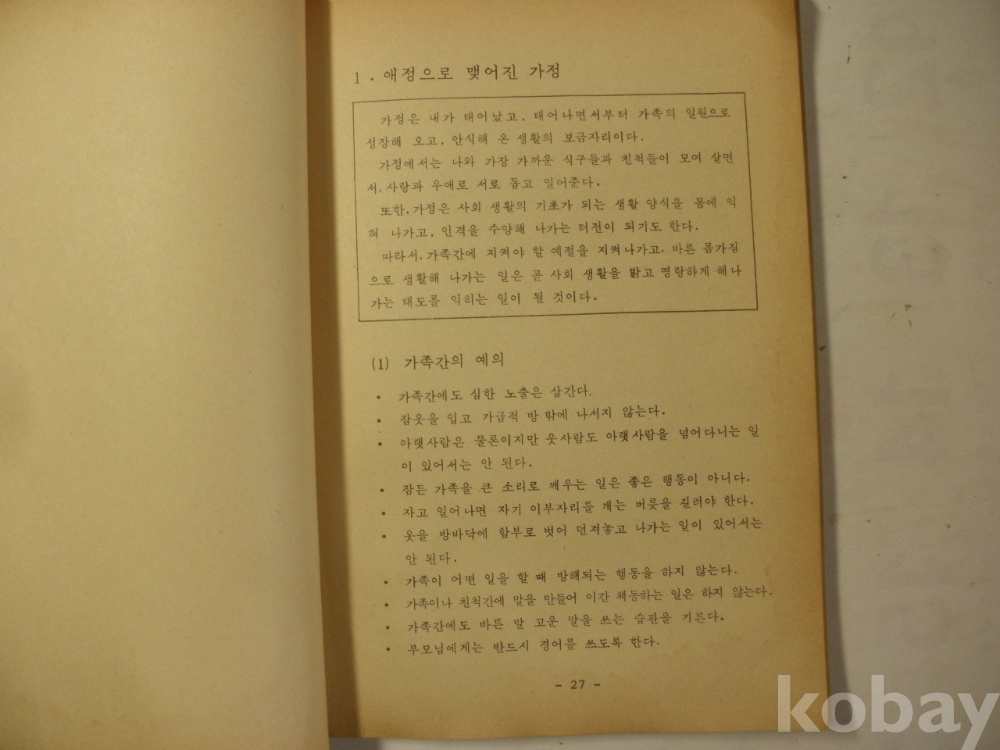 1. 애정으로 맺어진 가정
가정은 내가 태어났고, 태어나면서부터 가족의 일원으로
성장해 오고, 안식해 온 생활의 보금자리이다.
가정에서는 나와 가장 가까운 식구들과 친척들이 모여 살면
서, 사랑과 우애로 서로 돕고 밀어준다.
또한, 가정은 사회 생활의 기초가 되는 생활 양식을 몸에 익
혀 나가고, 인격을 수양해 나가는 터전이 되기도 한다.
따라서, 가족간에 지켜야 할 예절을 지켜나가고, 바른 몸가짐
으로 생활해 나가는 일은 곧 사회 생활을 밝고 명랑하게 해나
가는 태도를 익히는 일이 될 것이다.
(1) 가족간의 예의
• 가족간에도 심한 노출은 삼간다.
• 잠옷을 입고 가급적 방 밖에 나서지 않는다.
• 아랫사람은 물론이지만 웃사람도 아랫사람을 넘어다니는 일
이 있어서는 안 된다.
• 잠든 가족을 큰 소리로 깨우는 일은 좋은 행동이 아니다.
• 자고 일어나면 자기 이부자리를 개는 버릇을 길러야 한다.
• 옷을 방바닥에 함부로 벗어 던져놓고 나가는 일이 있어서는
안 된다.
• 가족이 어떤 일을 할 때 방해되는 행동을 하지 않는다.
• 가족이나 친척간에 말을 만들어 이간 책동하는 일은 하지 않는다.
• 가족간에도 바른 말 고운 말을 쓰는 습관을 기른다.
• 부모님에게는 반드시 경어를 쓰도록 한다.
- 27 -
kobay